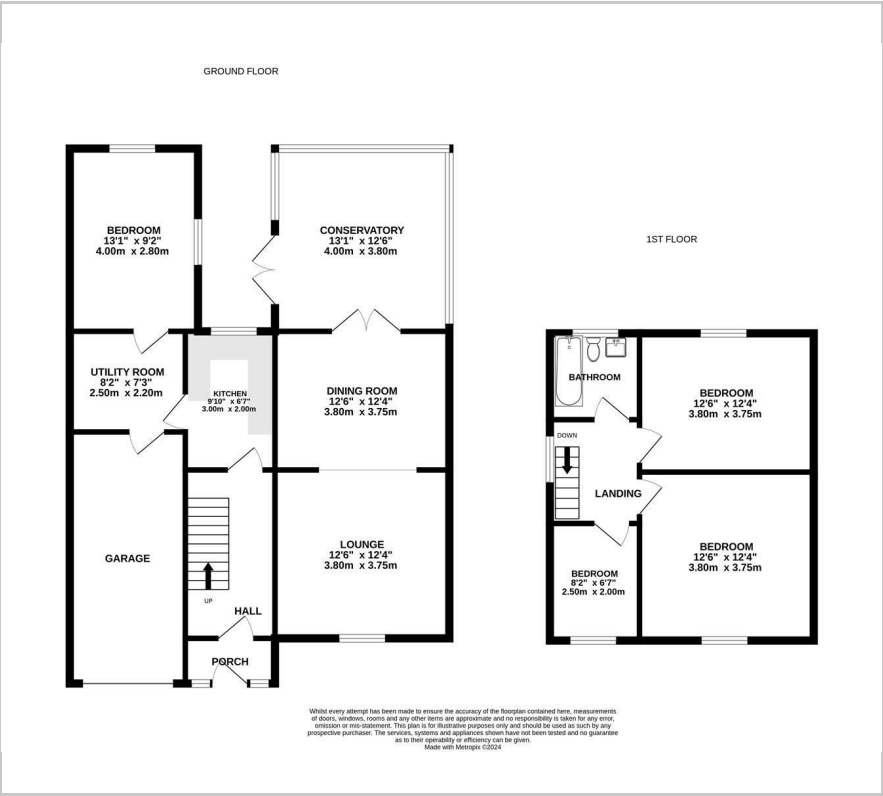 GROUND FLOOR
BEDROOM
13'1" x 9'2"
4.00m x 2.80m
CONSERVATORY
13'1" x 12'6"
4.00m x 3.80m
UTILITY ROOM
8'2" x 7'3"
2.50m x 2.20m
KITCHEN
9'10" x 6'7"
3.00m x 2.00m
DINING ROOM
12'6" x 12'4"
3.80m x 3.75m
GARAGE
LOUNGE
12'6" x 12'4"
3.80m x 3.75m
UP
HALL
PORCH
1ST FLOOR
BATHROOM
BEDROOM
12'6" x 12'4"
3.80m x 3.75m
DOWN
LANDING
BEDROOM
8'2" x 6'7"
2.50m x 2.00m
BEDROOM
12'6" x 12'4"
3.80m x 3.75m
Whilst every attempt has been made to ensure the accuracy of the floorplan contained here, measurements
of doors, windows, rooms and any other items are approximate and no responsibility is taken for any error,
omission or mis-statement. This plan is for illustrative purposes only and should be used as such by any
prospective purchaser. The services, systems and appliances shown have not been tested and no guarantee
as to their operability or efficiency can be given.
Made with Metropix ©2024